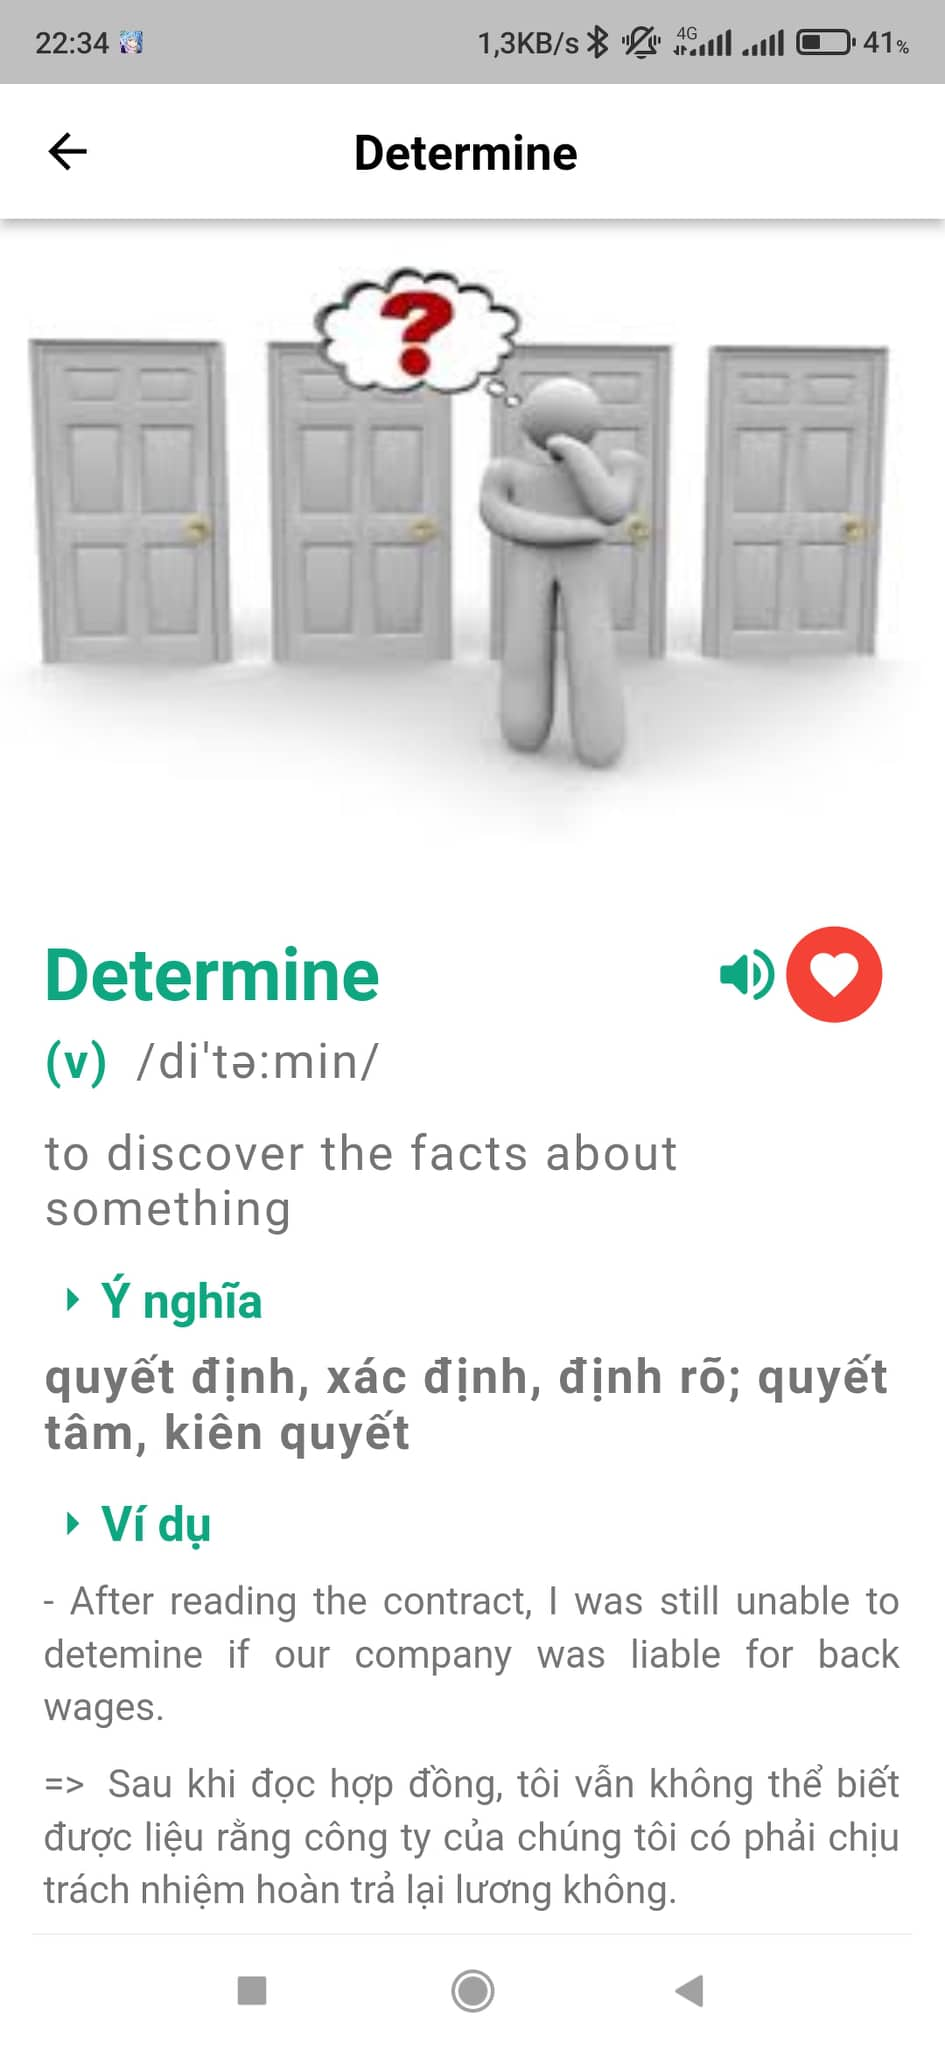 22:34
1,3KB/s 4G 41%
Determine
?
Determine
(v) /di'tə:min/
to discover the facts about
something
Ý nghĩa
quyết định, xác định, định rõ; quyết
tâm, kiên quyết
Ví dụ
- After reading the contract, I was still unable to
detemine if our company was liable for back
wages.
=> Sau khi đọc hợp đồng, tôi vẫn không thể biết
được liệu rằng công ty của chúng tôi có phải chịu
trách nhiệm hoàn trả lại lương không.